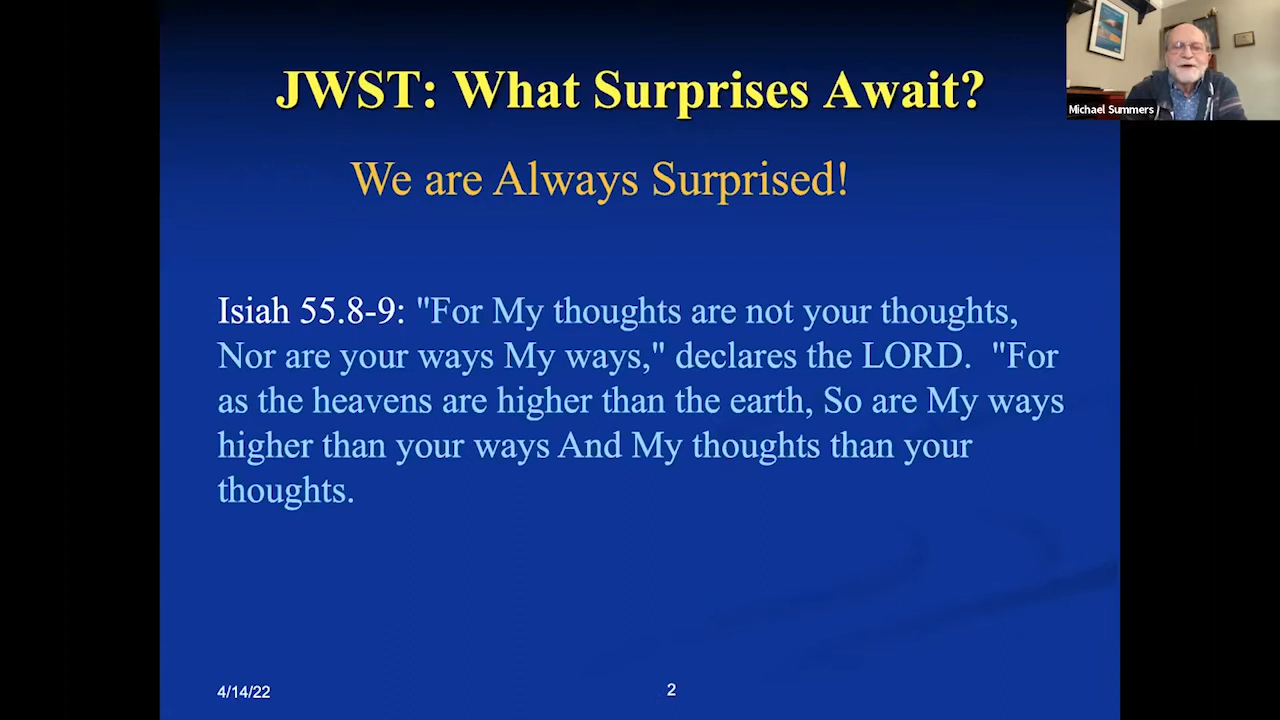 JWST: What Surprises Await?
Michael Summers
We are Always Surprised!
Isiah 55.8-9: "For My thoughts are not your thoughts,
Nor are your ways My ways," declares the LORD.  "For
as the heavens are higher than the earth, So are My ways
higher than your ways And My thoughts than your
thoughts.
4/14/22
2